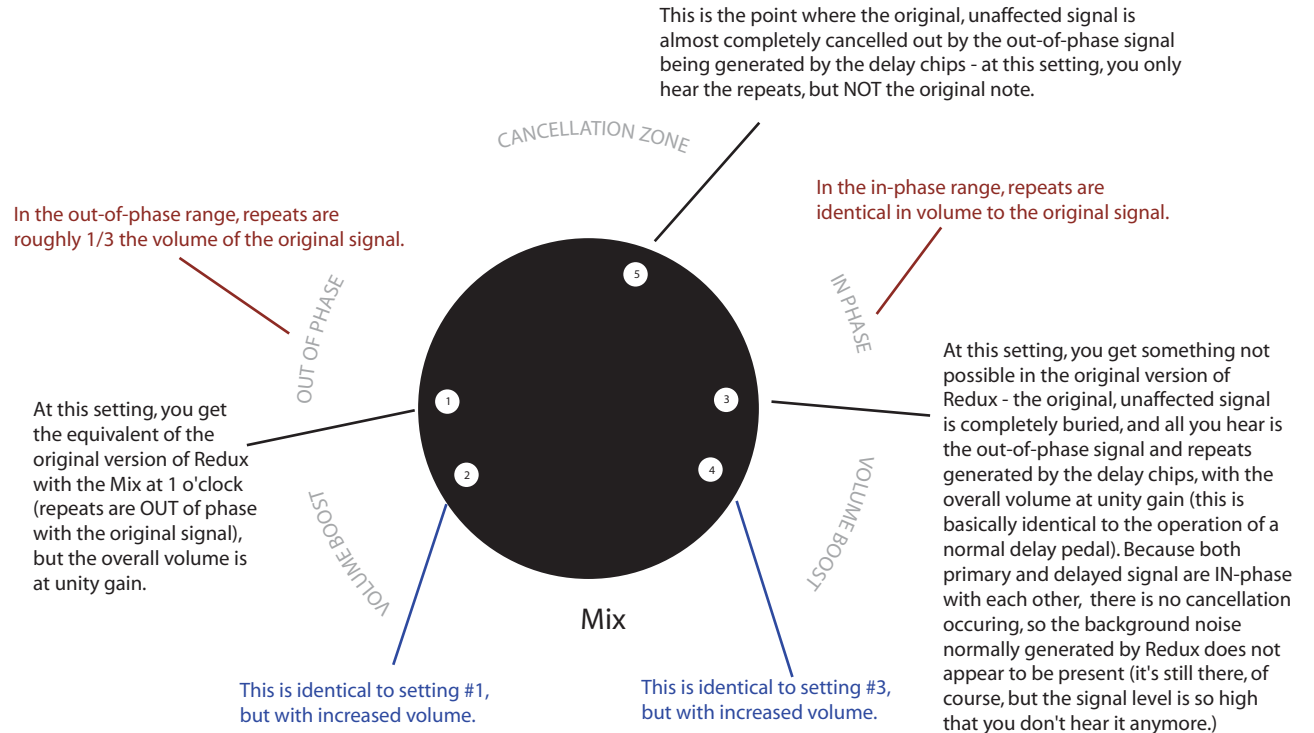 This is the point where the original, unaffected signal is
almost completely cancelled out by the out-of-phase signal
being generated by the delay chips - at this setting, you only
hear the repeats, but NOT the original note.
CANCELLATION ZONE
In the out-of-phase range, repeats are
roughly 1/3 the volume of the original signal.
In the in-phase range, repeats are
identical in volume to the original signal.
OUT OF PHASE
IN PHASE
5
1
3
2
4
At this setting, you get
the equivalent of the
original version of Redux
with the Mix at 1 o'clock
(repeats are OUT of phase
with the original signal),
but the overall volume is
at unity gain.
At this setting, you get something not
possible in the original version of
Redux - the original, unaffected signal
is completely buried, and all you hear is
the out-of-phase signal and repeats
generated by the delay chips, with the
overall volume at unity gain (this is
basically identical to the operation of a
normal delay pedal). Because both
primary and delayed signal are IN-phase
with each other, there is no cancellation
occuring, so the background noise
normally generated by Redux does not
appear to be present (it's still there, of
course, but the signal level is so high
that you don't hear it anymore.)
VOLUME BOOST
VOLUME BOOST
Mix
This is identical to setting #1,
but with increased volume.
This is identical to setting #3,
but with increased volume.